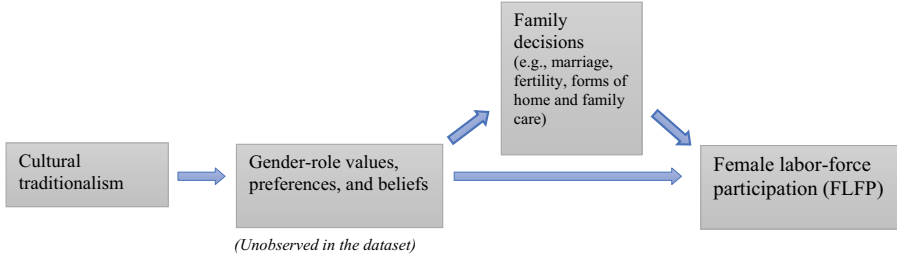 Cultural
traditionalism
Gender-role values,
preferences, and beliefs
(Unobserved in the dataset)
Family
decisions
(e.g., marriage,
fertility, forms of
home and family
care)
Female labor-force
participation (FLFP)